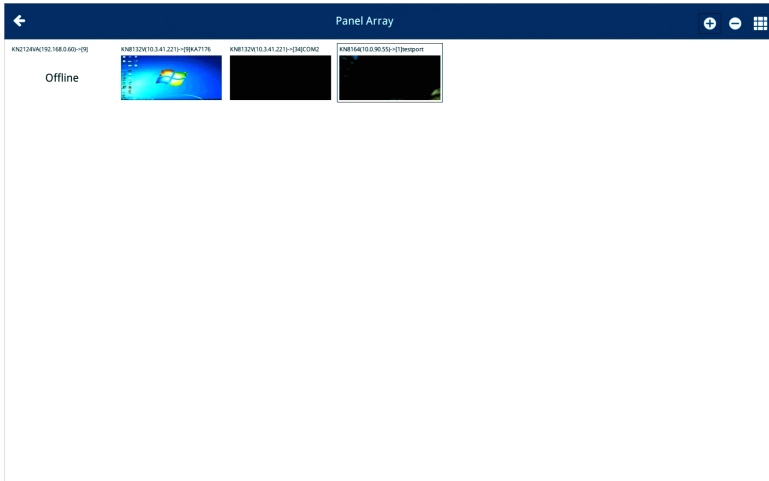 Panel Array
KN2124VA(192.168.0.60)->[9]
KN8132V(10.3.41.221)->[9]KA7176
KN8132V(10.3.41.221)->[34]COM2
KN8164(10.0.90.55)->[1]testport
Offline